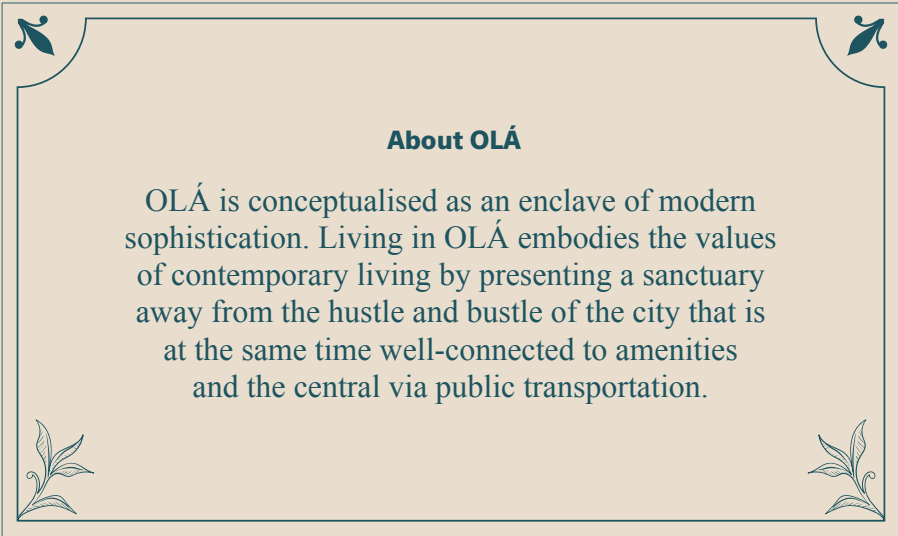 About OLÁ
OLÁ is conceptualised as an enclave of modern
sophistication. Living in OLÁ embodies the values
of contemporary living by presenting a sanctuary
away from the hustle and bustle of the city that is
at the same time well-connected to amenities
and the central via public transportation.